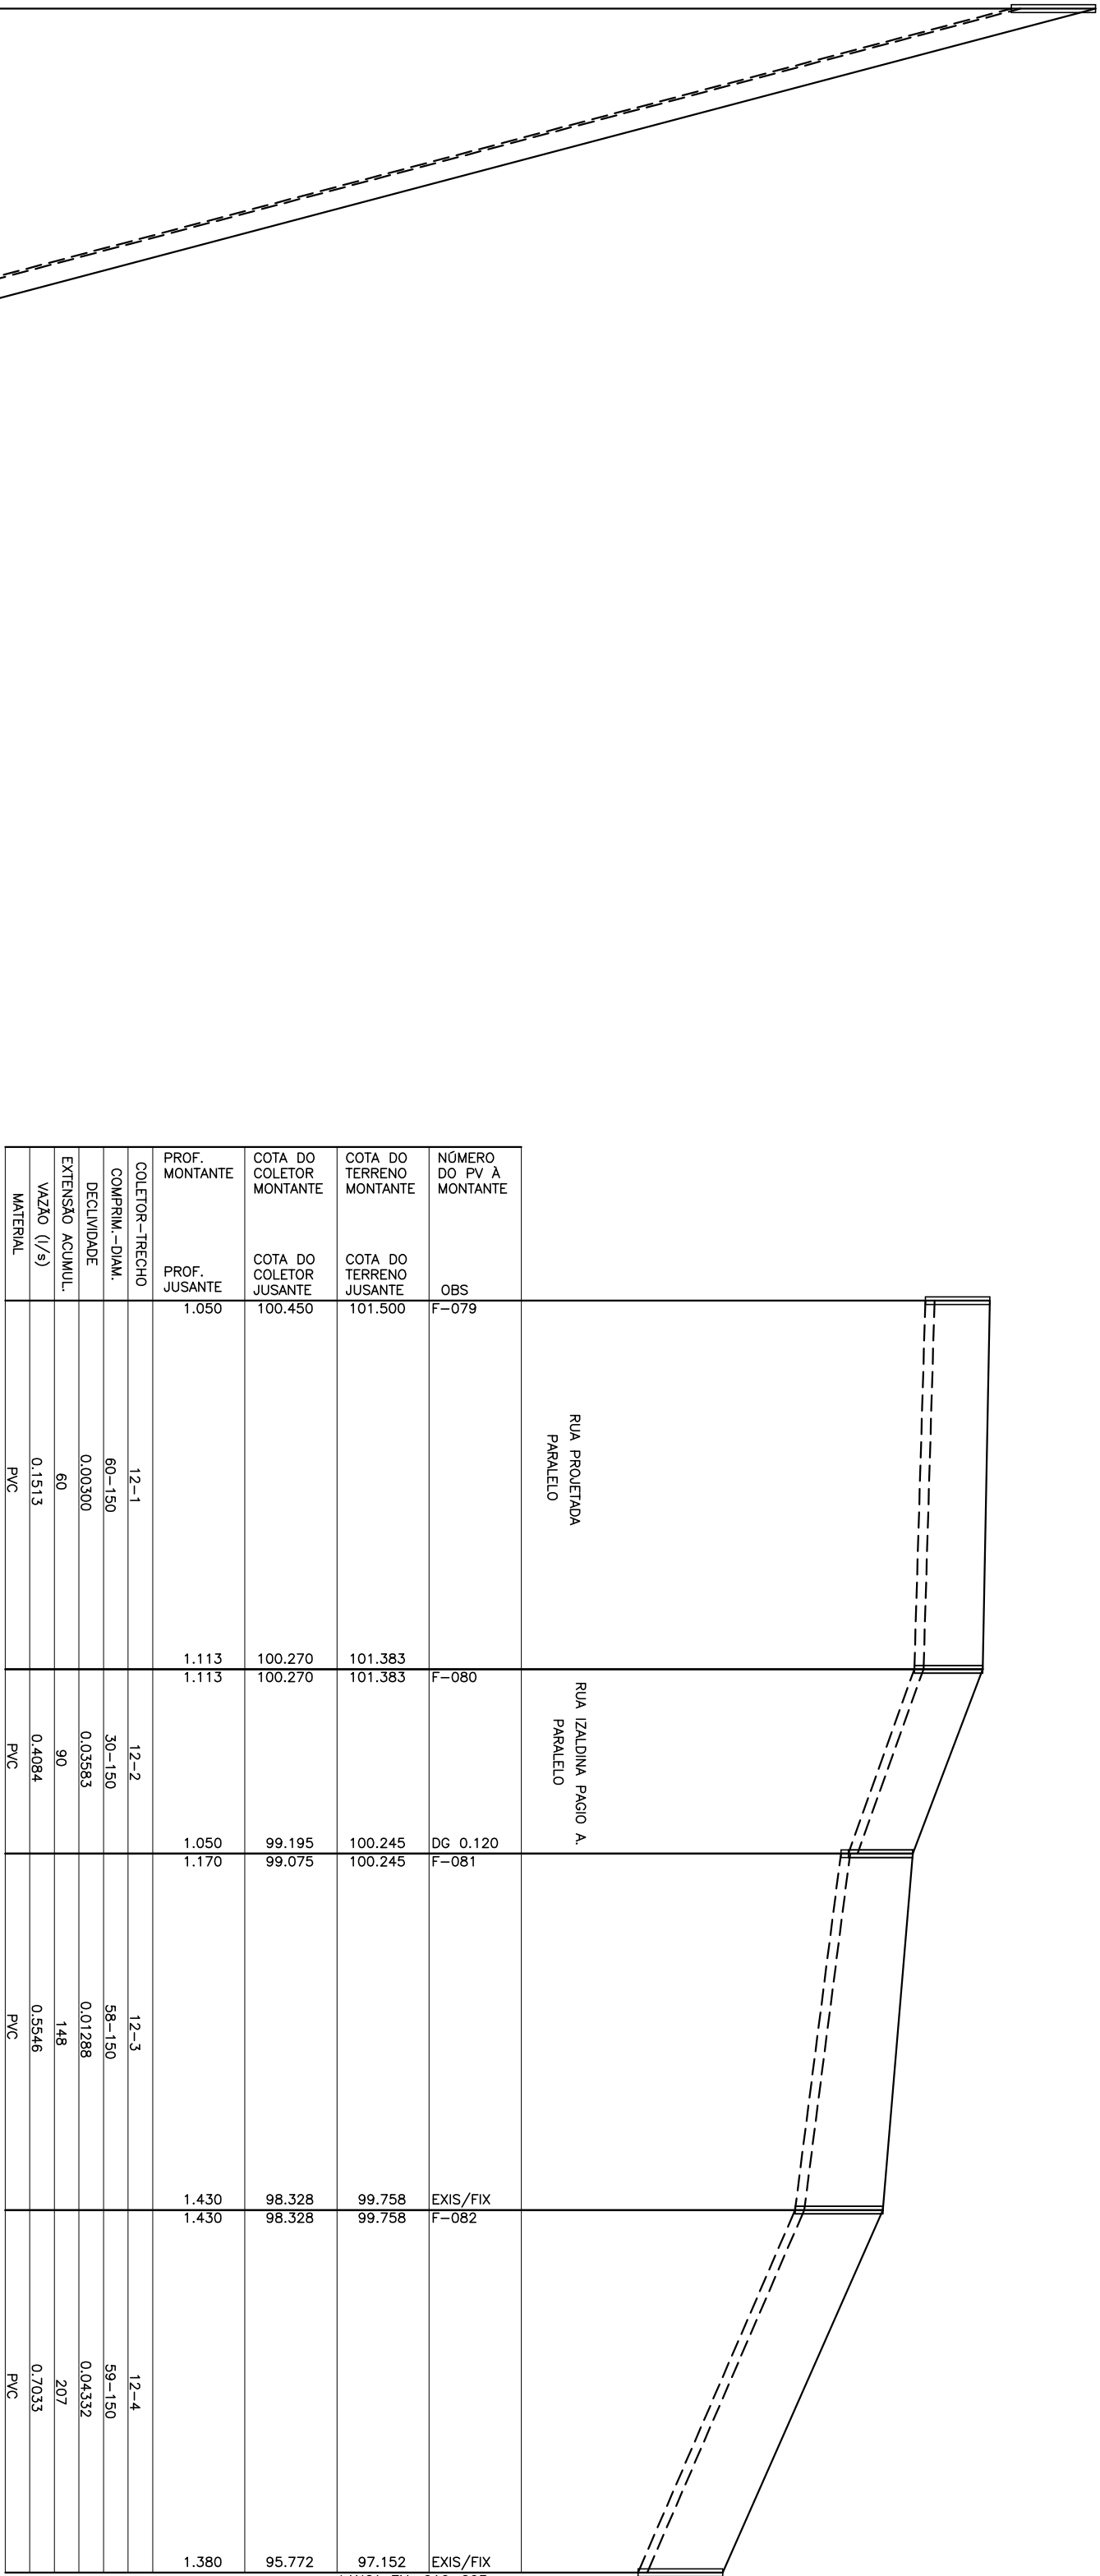 NÚMERO
DO PV À
MONTANTE
OBS
COTA DO
TERRENO
MONTANTE
COTA DO
TERRENO
JUSANTE
COTA DO
COLETOR
MONTANTE
COTA DO
COLETOR
JUSANTE
PROF.
MONTANTE
PROF.
JUSANTE
COLETOR-TRECHO
COMPRIM.-DIAM.
DECLIVIDADE
EXTENSÃO ACUMUL.
VAZÃO (l/s)
MATERIAL
RUA PROJETADA
PARALELO
1.050 100.450 101.500 F-079
12-1
60-150
0.00300
60
0.1513
PVC
1.113 100.270 101.383
1.113 100.270 101.383 F-080
RUA IZALDINA PAGIO A.
PARALELO
12-2
30-150
0.03583
90
0.4084
PVC
1.050 99.195 100.245 DG 0.120
1.170 99.075 100.245 F-081
12-3
58-150
0.01288
148
0.5546
PVC
1.430 98.328 99.758 EXIS/FIX
1.430 98.328 99.758 F-082
12-4
59-150
0.04332
207
0.7033
PVC
1.380 95.772 97.152 EXIS/FIX